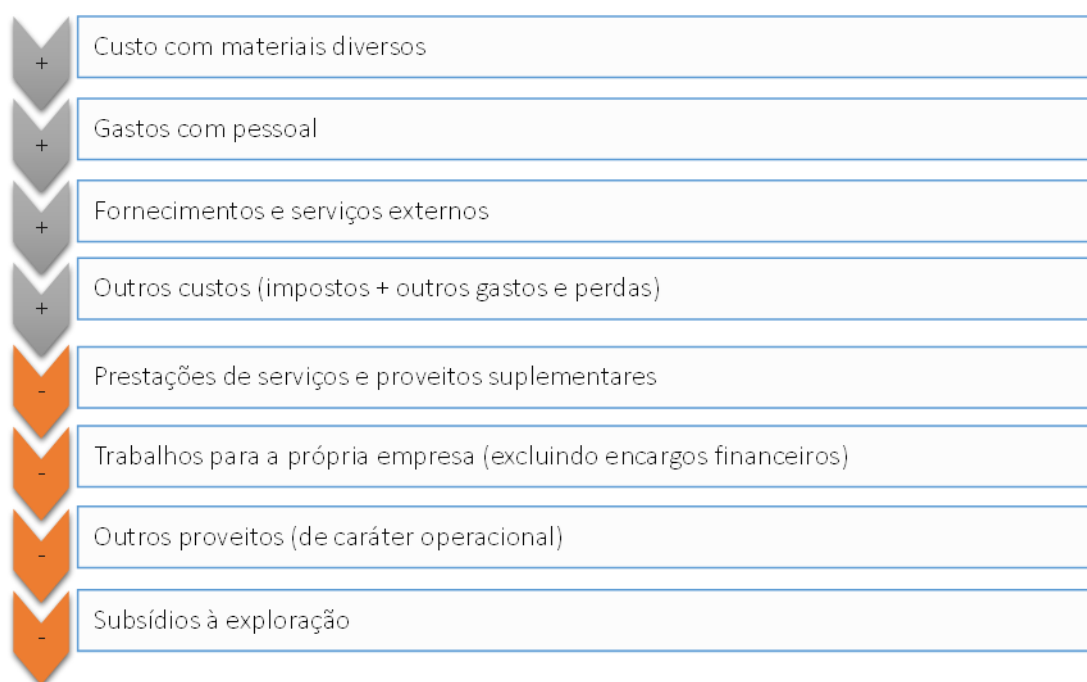 + Custo com materiais diversos
+ Gastos com pessoal
+ Fornecimentos e serviços externos
+ Outros custos (impostos + outros gastos e perdas)
- Prestações de serviços e proveitos suplementares
- Trabalhos para a própria empresa (excluindo encargos financeiros)
- Outros proveitos (de caráter operacional)
- Subsídios à exploração